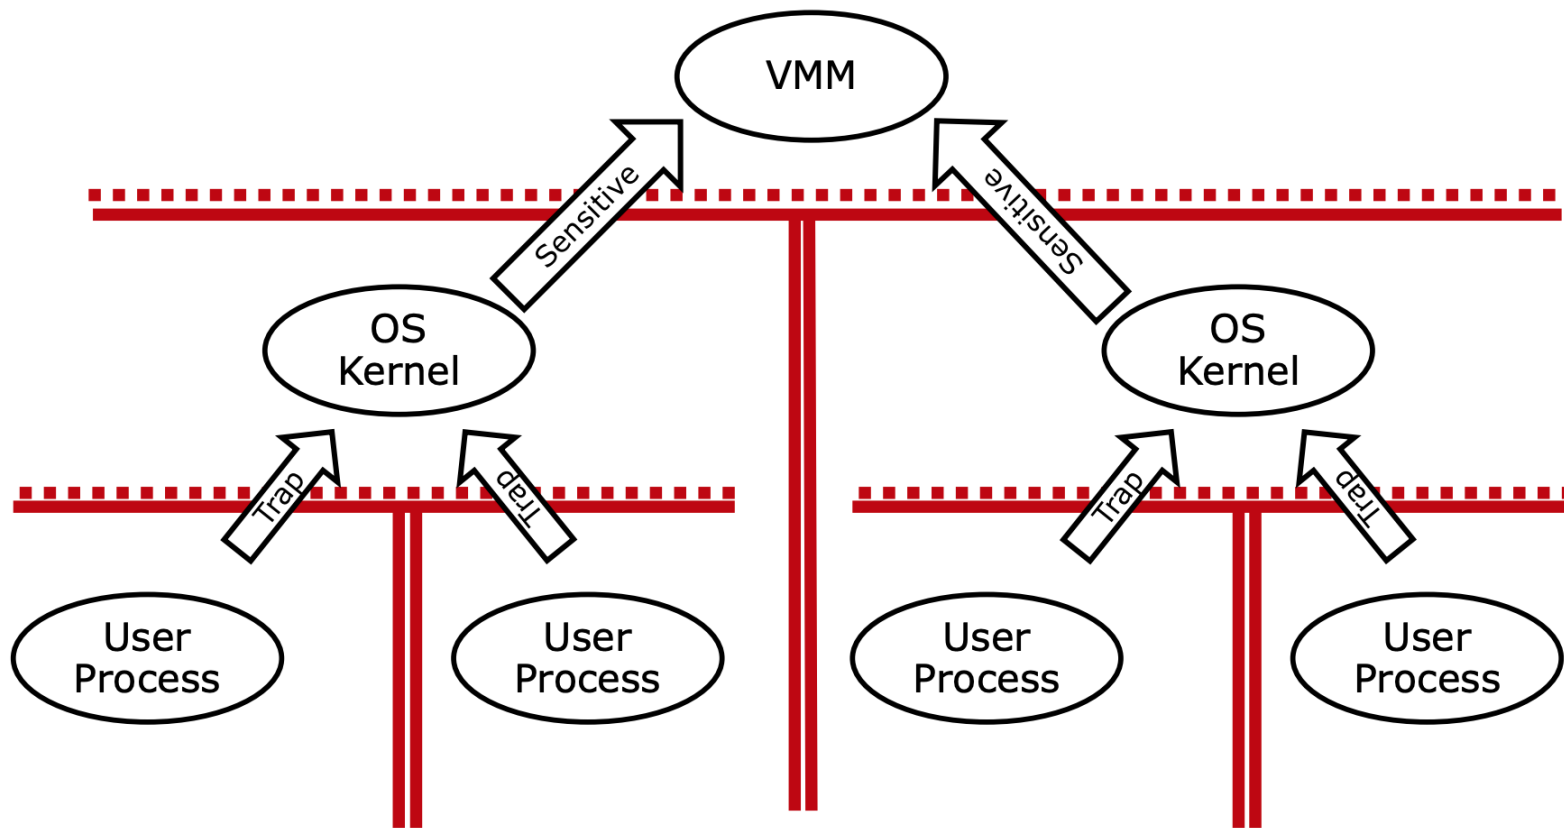 VMM
Sensitive
Sensitive
OS
Kernel
OS
Kernel
Trap
Trap
Trap
Trap
User
Process
User
Process
User
Process
User
Process